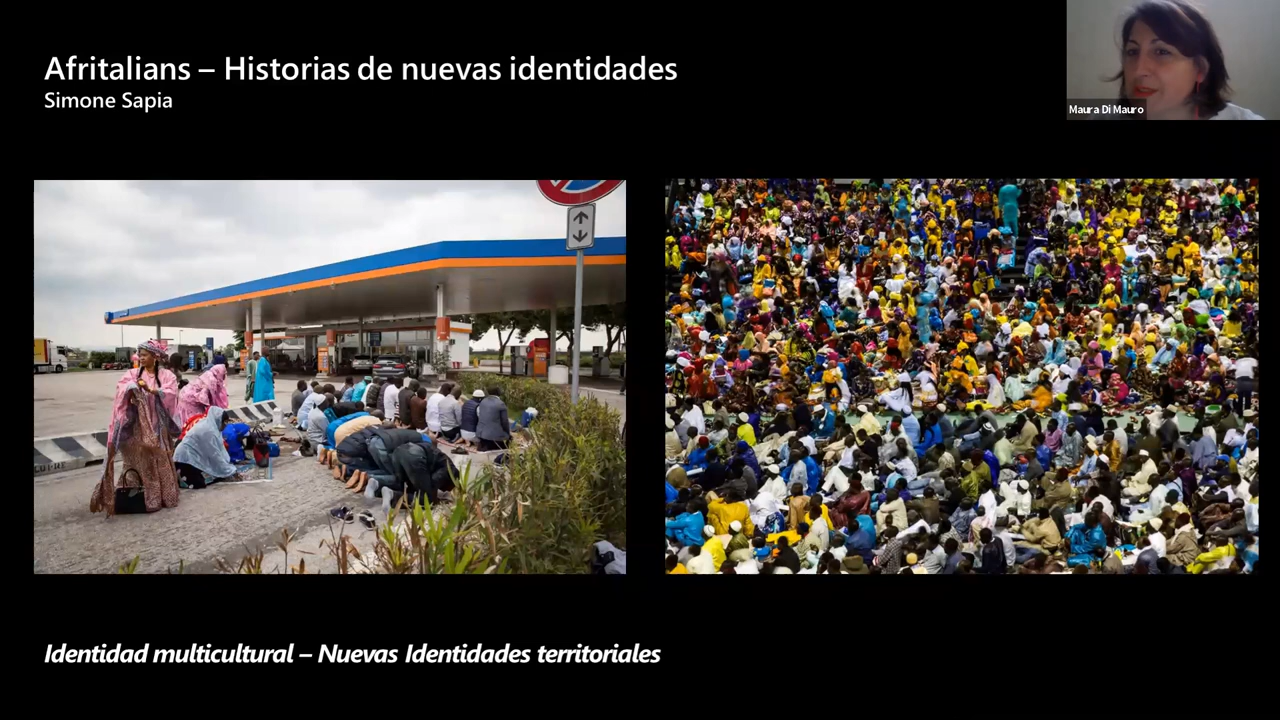 Afritalians – Historias de nuevas identidades
Simone Sapia
Maura Di Mauro
Identidad multicultural – Nuevas Identidades territoriales